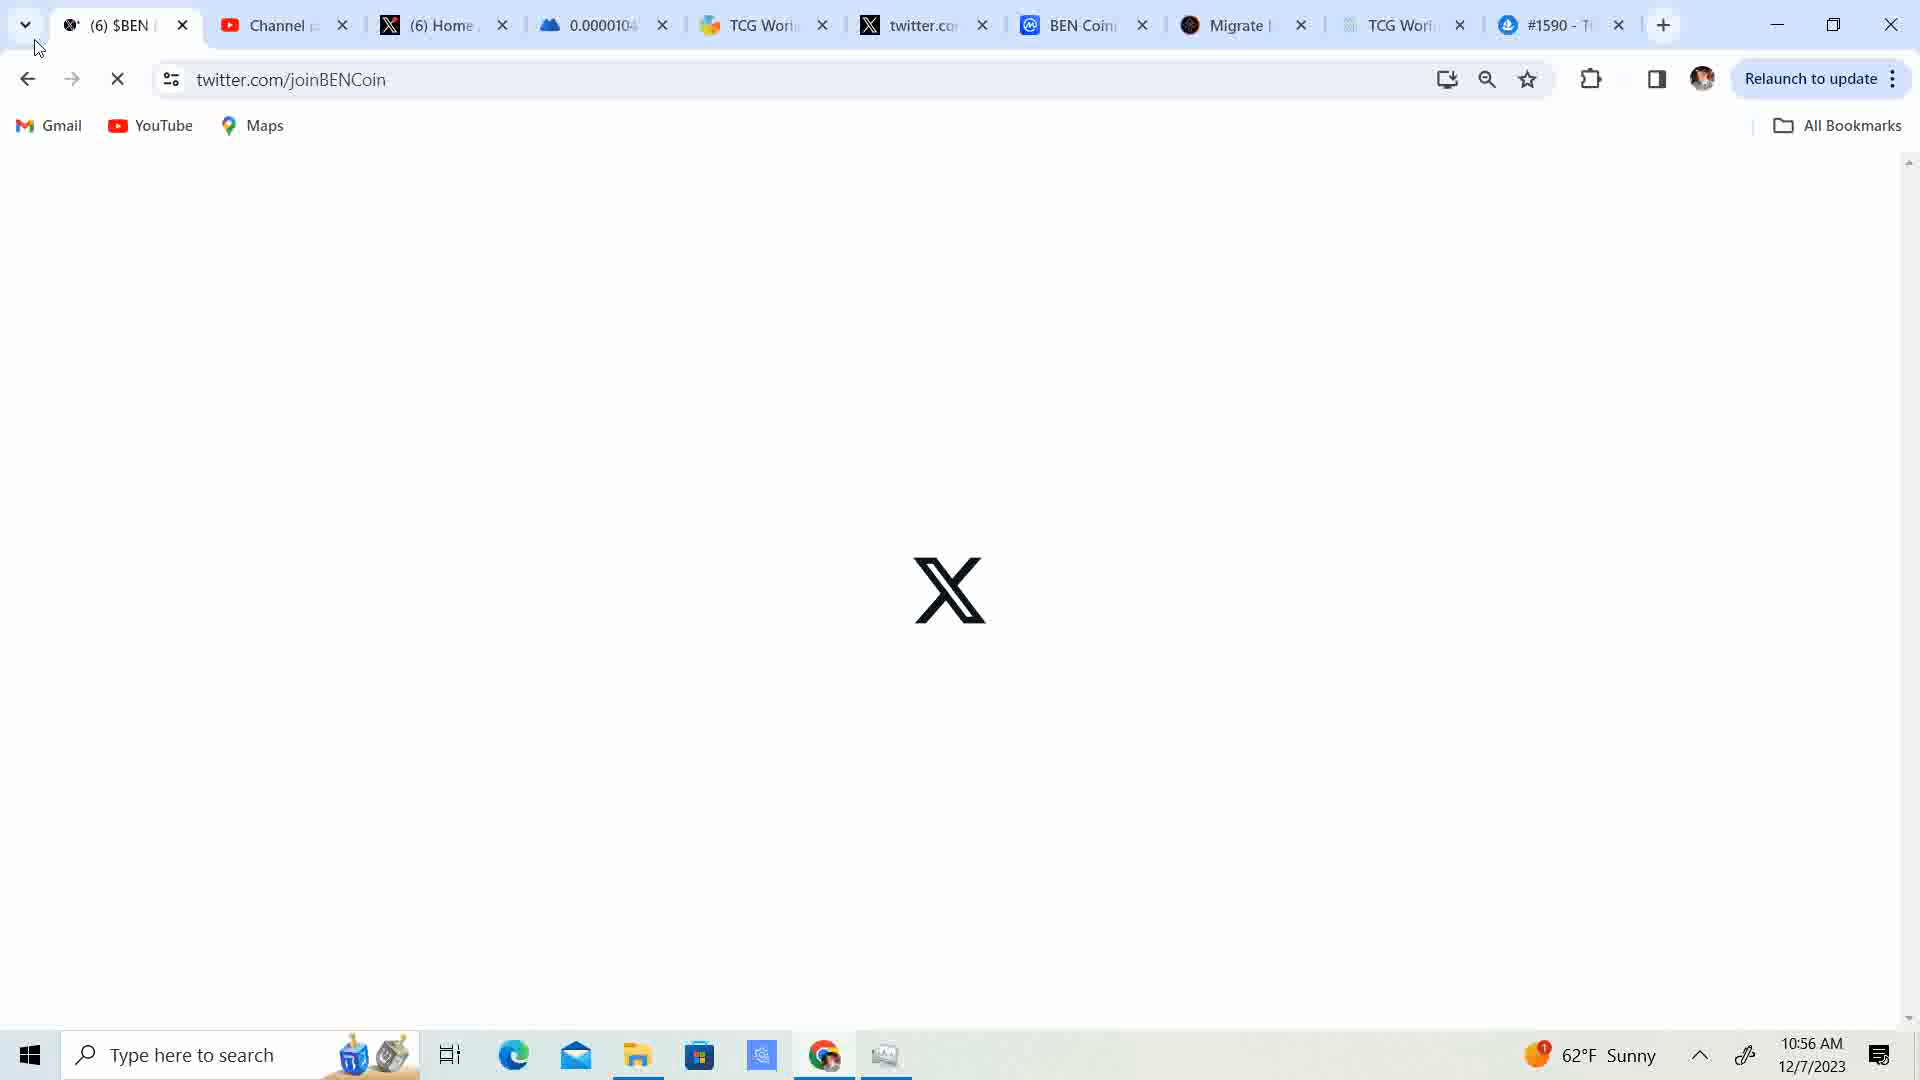 (6) $BEN
Channel
(6) Home
0.0000104
TCG Worl
twitter.co
BEN Coin
Migrate |
TCG Worl
#1590 - T
twitter.com/joinBENCoin
Relaunch to update
Gmail
YouTube
Maps
All Bookmarks
X
Type here to search
1
62°F Sunny
10:56 AM
12/7/2023